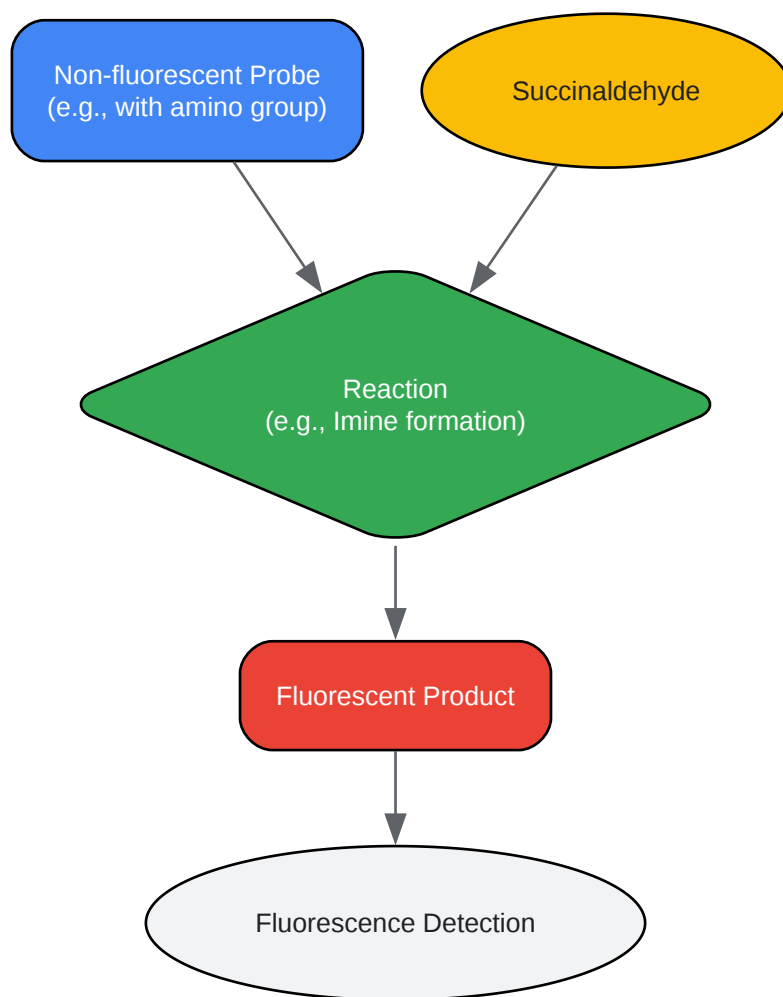 Non-fluorescent Probe
(e.g., with amino group)
Succinaldehyde
Reaction
(e.g., Imine formation)
Fluorescent Product
Fluorescence Detection